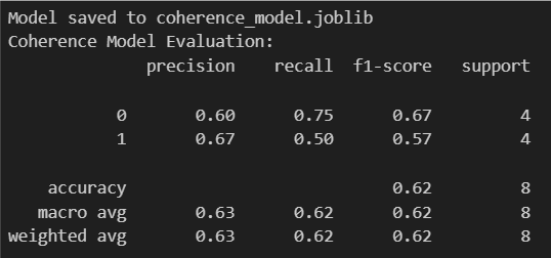 Model saved to coherence_model.joblib
Coherence Model Evaluation:
precision recall f1-score support
0 0.60 0.75 0.67 4
1 0.67 0.50 0.57 4
accuracy 0.62 8
macro avg 0.63 0.62 0.62 8
weighted avg 0.63 0.62 0.62 8